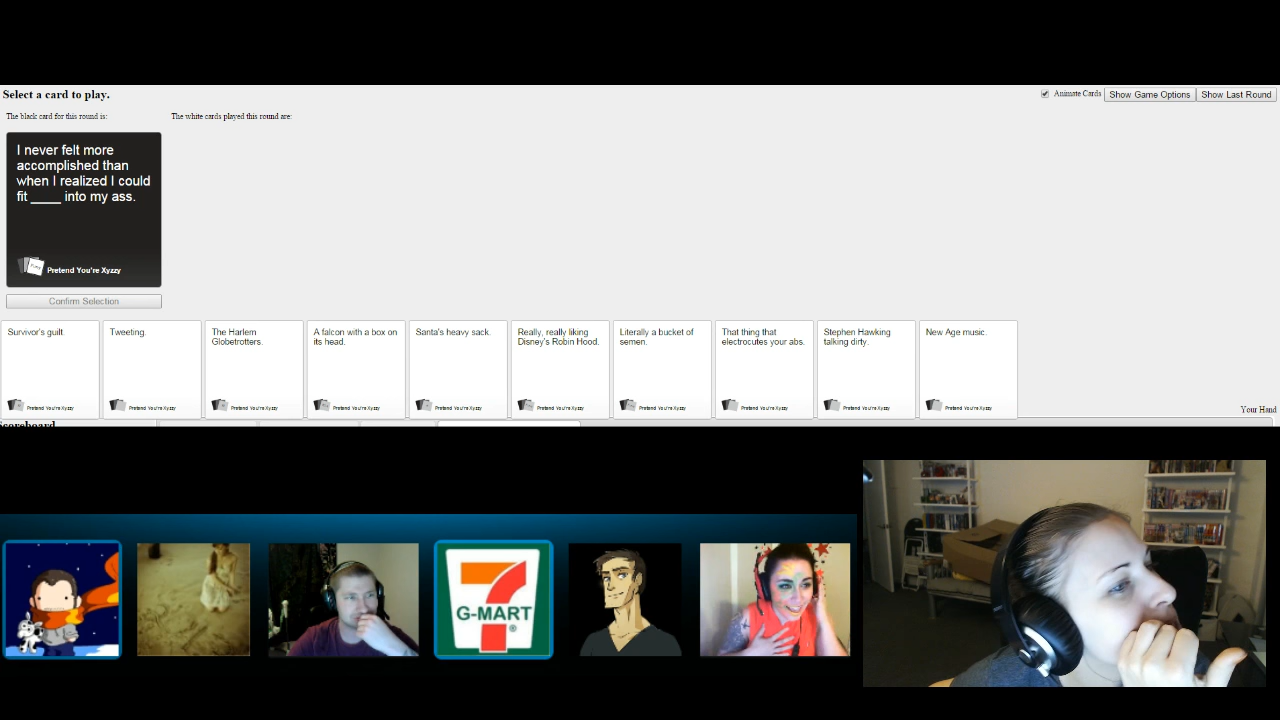 Select a card to play.
Animate Cards
Show Game Options
Show Last Round
The black card for this round is:
The white cards played this round are:
I never felt more
accomplished than
when I realized I could
fit ____ into my ass.
Pretend You're Xyzzy
Confirm Selection
Survivor's guilt.
Pretend You're Xyzzy
Tweeting.
Pretend You're Xyzzy
The Harlem
Globetrotters.
Pretend You're Xyzzy
A falcon with a box on
its head.
Pretend You're Xyzzy
Santa's heavy sack.
Pretend You're Xyzzy
Really, really liking
Disney's Robin Hood.
Pretend You're Xyzzy
Literally a bucket of
semen.
Pretend You're Xyzzy
That thing that
electrocutes your abs.
Pretend You're Xyzzy
Stephen Hawking
talking dirty.
Pretend You're Xyzzy
New Age music.
Pretend You're Xyzzy
Your Hand
Scoreboard
7
G-MART
®